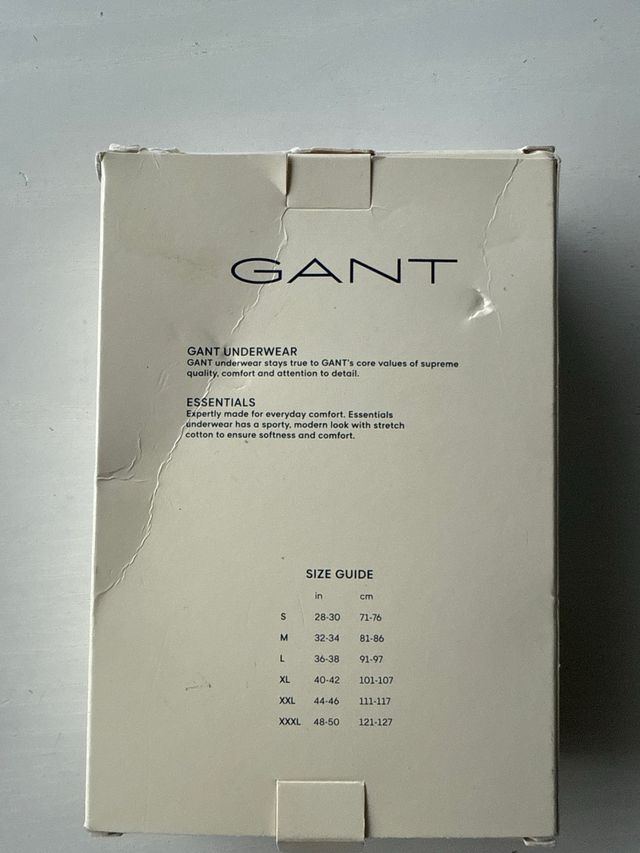 GANT
GANT UNDERWEAR
GANT underwear stays true to GANT's core values of supreme
quality, comfort and attention to detail.
ESSENTIALS
Expertly made for everyday comfort. Essentials
underwear has a sporty, modern look with stretch
cotton to ensure softness and comfort.
SIZE GUIDE
in cm
S 28-30 71-76
M 32-34 81-86
L 36-38 91-97
XL 40-42 101-107
XXL 44-46 111-117
XXXL 48-50 121-127